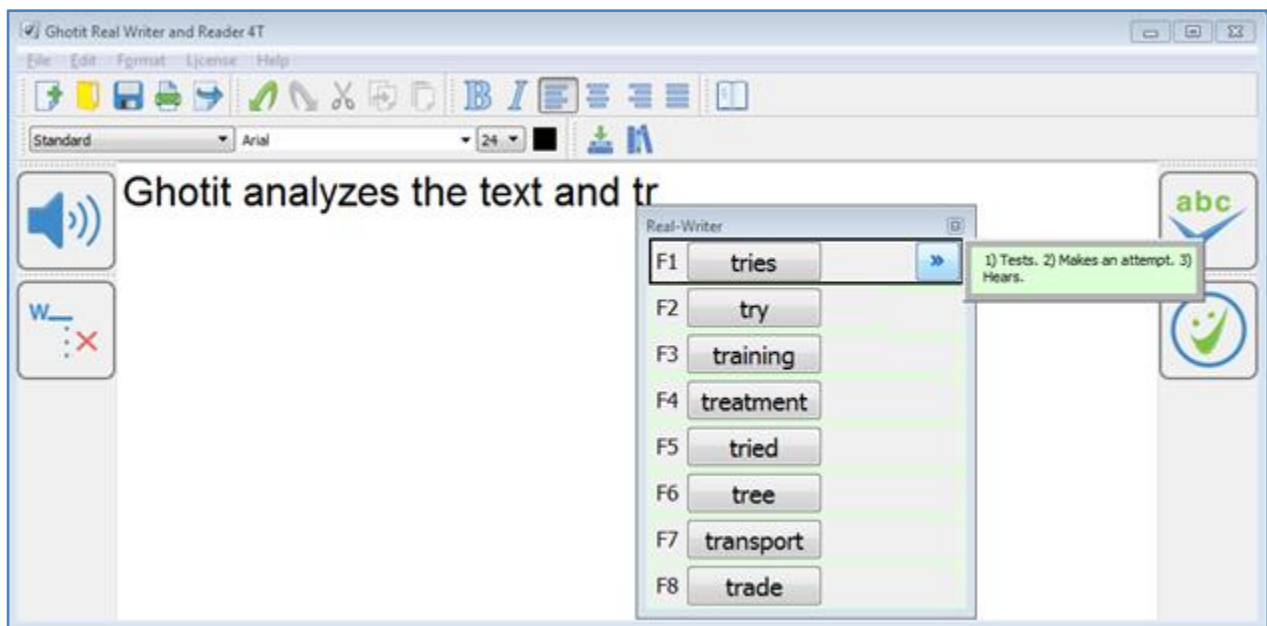 Ghotit Real Writer and Reader 4T
File Edit Format License Help
Standard Arial 24
Ghotit analyzes the text and tr
abc
Real-Writer
F1 tries »
1) Tests. 2) Makes an attempt. 3)
Hears.
W
F2 try
F3 training
F4 treatment
F5 tried
F6 tree
F7 transport
F8 trade